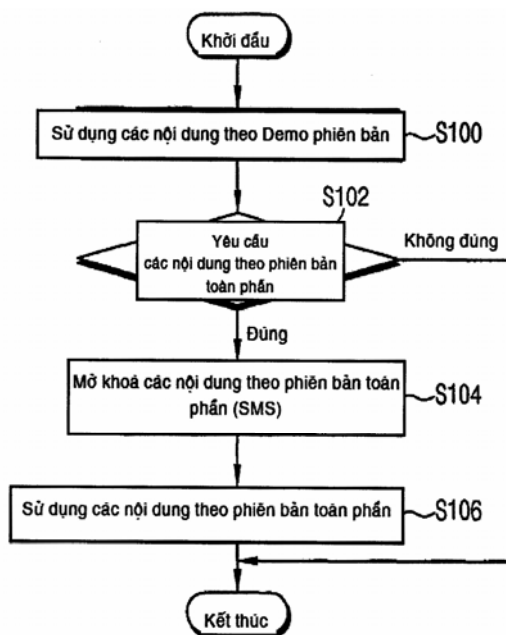 Khởi đầu
Sử dụng các nội dung theo Demo phiên bản
S100
S102
Yêu cầu
các nội dung theo phiên bản
toàn phần
Không đúng
Đúng
Mở khoá các nội dung theo phiên bản toàn
phần (SMS)
S104
Sử dụng các nội dung theo phiên bản toàn phần
S106
Kết thúc